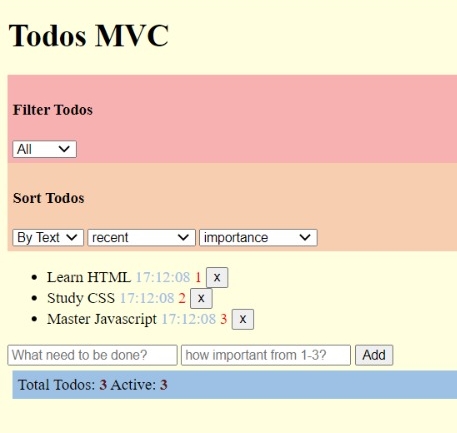 Todos MVC
Filter Todos
All
Sort Todos
By Text recent importance
Learn HTML 17:12:08 1 x
Study CSS 17:12:08 2 x
Master Javascript 17:12:08 3 x
What need to be done? how important from 1-3? Add
Total Todos: 3 Active: 3